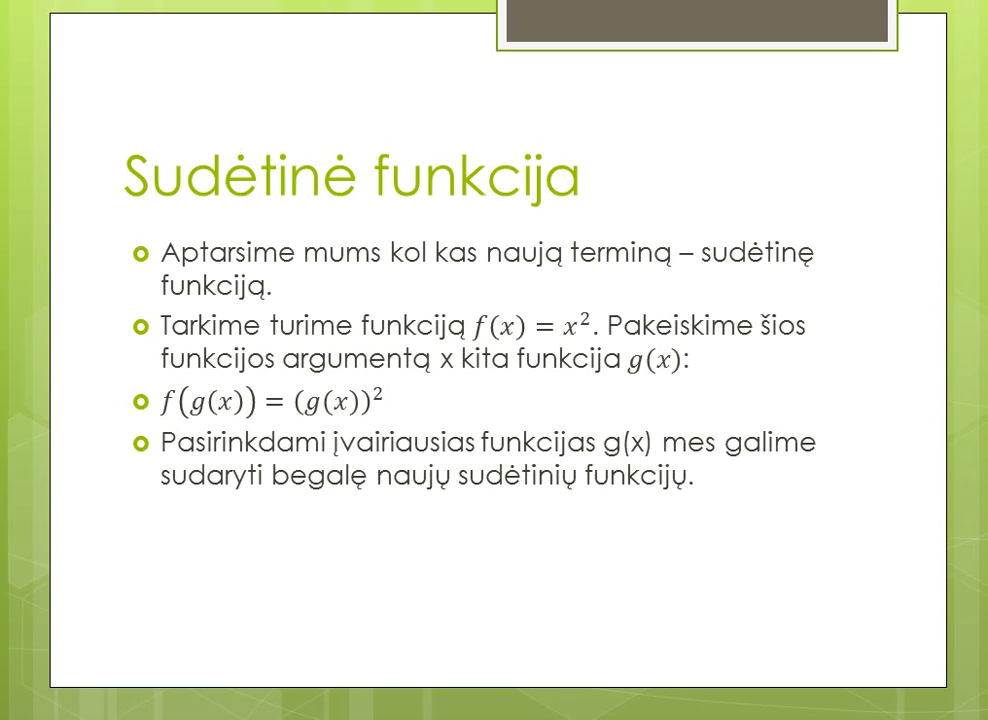 Sudėtinė funkcija
Aptarsime mums kol kas naują terminą – sudėtinę
funkciją.
Tarkime turime funkciją 𝑓(𝑥) = 𝑥². Pakeiskime šios
funkcijos argumentą x kita funkcija 𝑔(𝑥):
𝑓(𝑔(𝑥)) = (𝑔(𝑥))²
Pasirinkdami įvairiausias funkcijas g(x) mes galime
sudaryti begalę naujų sudėtinių funkcijų.